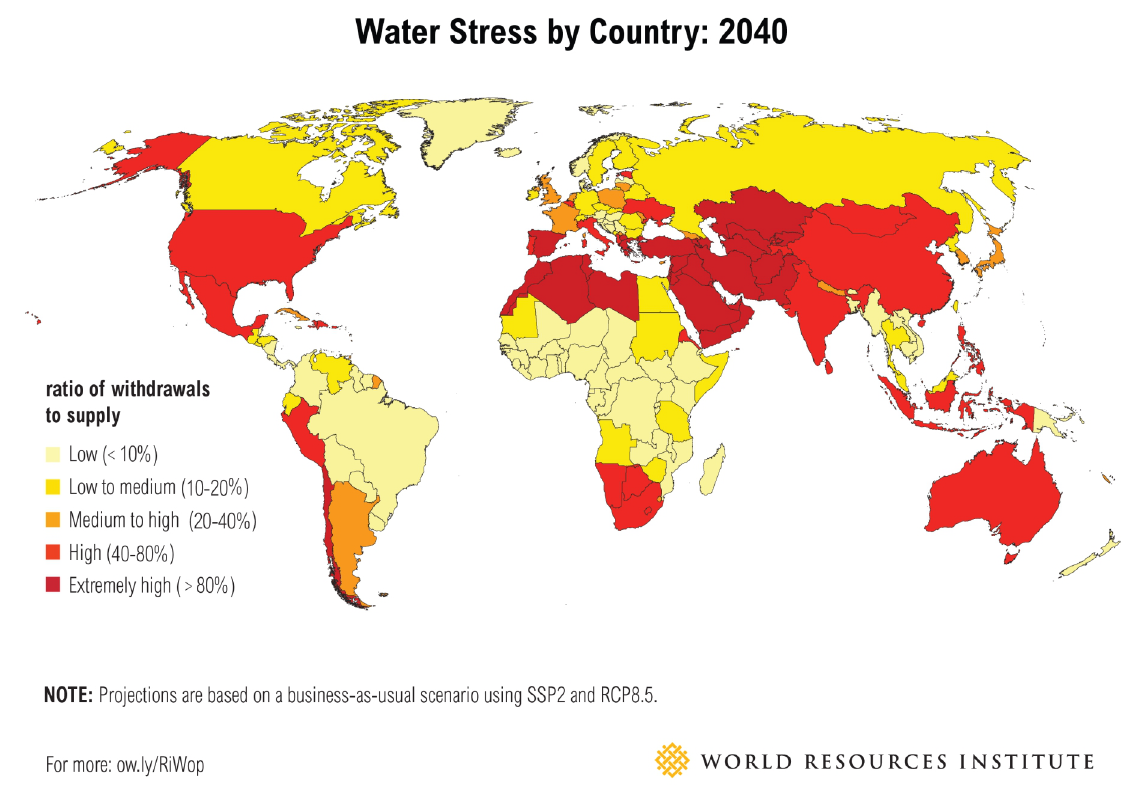 Water Stress by Country: 2040
ratio of withdrawals
to supply
Low (< 10%)
Low to medium (10-20%)
Medium to high (20-40%)
High (40-80%)
Extremely high ( > 80%)
NOTE: Projections are based on a business-as-usual scenario using SSP2 and RCP8.5.
For more: ow.ly/RiWop
WORLD RESOURCES INSTITUTE